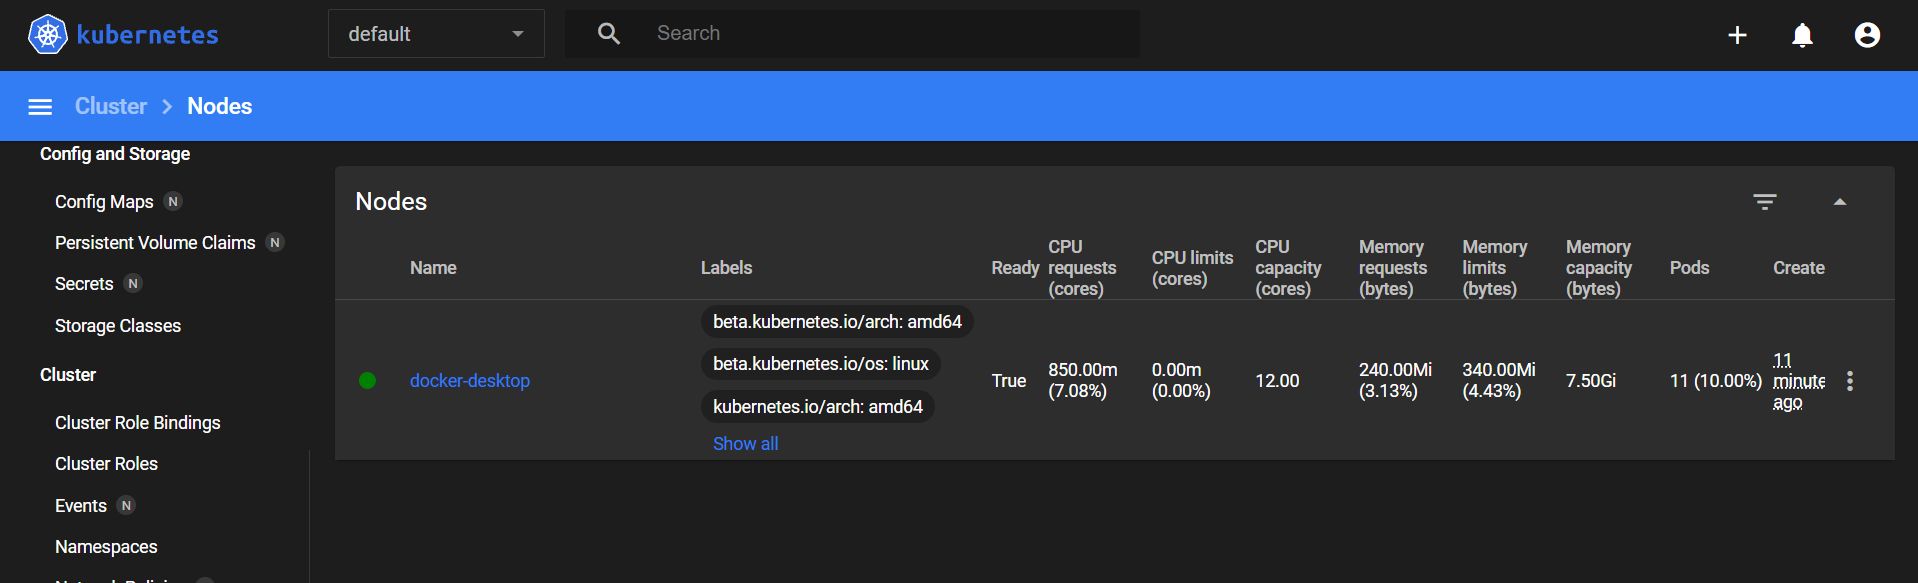 kubernetes
default
Search
Cluster > Nodes
Config and Storage
Config Maps N
Persistent Volume Claims N
Secrets N
Storage Classes
Cluster
Cluster Role Bindings
Cluster Roles
Events N
Namespaces
Nodes
Name
Labels
Ready
CPU
requests
(cores)
CPU limits
(cores)
CPU
capacity
(cores)
Memory
requests
(bytes)
Memory
limits
(bytes)
Memory
capacity
(bytes)
Pods
Create
docker-desktop
beta.kubernetes.io/arch: amd64
beta.kubernetes.io/os: linux
kubernetes.io/arch: amd64
Show all
True
850.00m
(7.08%)
0.00m
(0.00%)
12.00
240.00Mi
(3.13%)
340.00Mi
(4.43%)
7.50Gi
11 (10.00%)
11
minute
ago